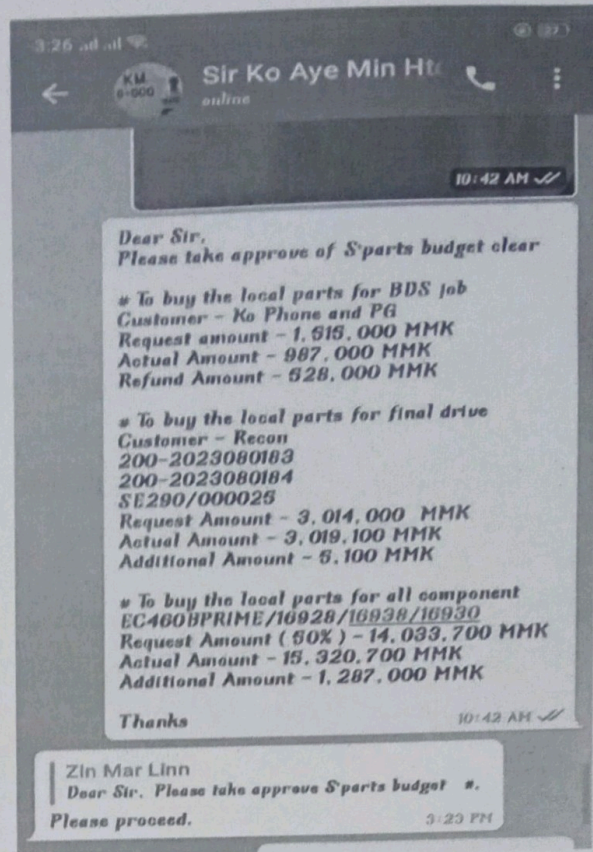 3:26
27
KM
0+000
Sir Ko Aye Min Ht
online
10:42 AM
Dear Sir,
Please take approve of S'parts budget clear
# To buy the local parts for BDS job
Customer - Ko Phone and PG
Request amount - 1,515,000 MMK
Actual Amount - 987,000 MMK
Refund Amount - 528,000 MMK
# To buy the local parts for final drive
Customer - Recon
200-2023080183
200-2023080184
SE290/000025
Request Amount - 3,014,000 MMK
Actual Amount - 3,019,100 MMK
Additional Amount - 5,100 MMK
# To buy the local parts for all component
EC460BPRIME/16928/16938/16930
Request Amount (50%) - 14,033,700 MMK
Actual Amount - 15,320,700 MMK
Additional Amount - 1,287,000 MMK
Thanks
10:42 AM
Zin Mar Linn
Dear Sir, Please take approve S'parts budget #.
Please proceed.
3:23 PM